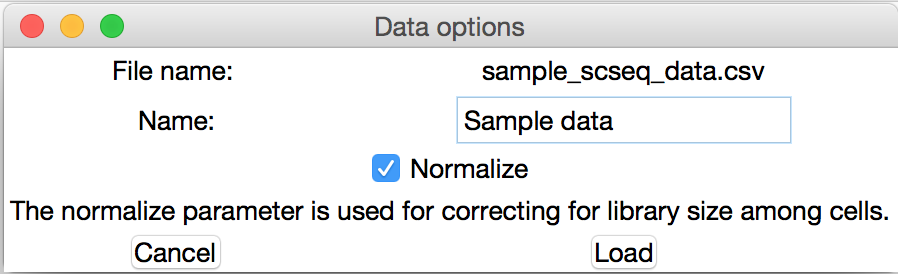 Data options
File name: sample_scseq_data.csv
Name: Sample data
Normalize
The normalize parameter is used for correcting for library size among cells.
Cancel Load